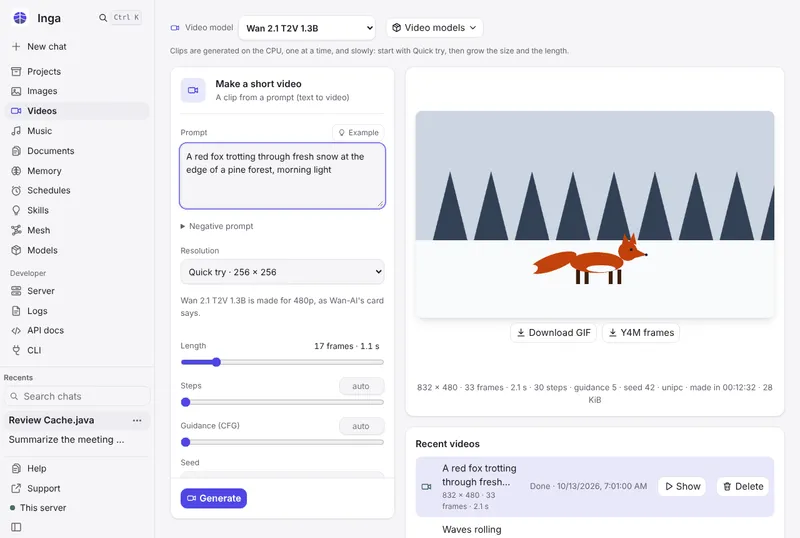 Inga
Ctrl K
New chat
Projects
Images
Videos
Music
Documents
Memory
Schedules
Skills
Mesh
Models
Developer
Server
Logs
API docs
CLI
Recents
Search chats
Review Cache.java
Summarize the meeting ...
Help
Support
This server
Video model
Wan 2.1 T2V 1.3B
Video models
Clips are generated on the CPU, one at a time, and slowly: start with Quick try, then grow the size and the length.
Make a short video
A clip from a prompt (text to video)
Prompt
Example
A red fox trotting through fresh snow at the
edge of a pine forest, morning light
Negative prompt
Resolution
Quick try · 256 × 256
Wan 2.1 T2V 1.3B is made for 480p, as Wan-AI's card
says.
Length
17 frames · 1.1 s
Steps
auto
Guidance (CFG)
auto
Seed
Generate
Download GIF
Y4M frames
832 × 480 · 33 frames · 2.1 s · 30 steps · guidance 5 · seed 42 · unipc · made in 00:12:32 · 28
KiB
Recent videos
A red fox trotting
through fresh...
832 × 480 · 33
frames · 2.1 s
Done · 10/13/2026, 7:01:00 AM
Show
Delete
Waves rolling